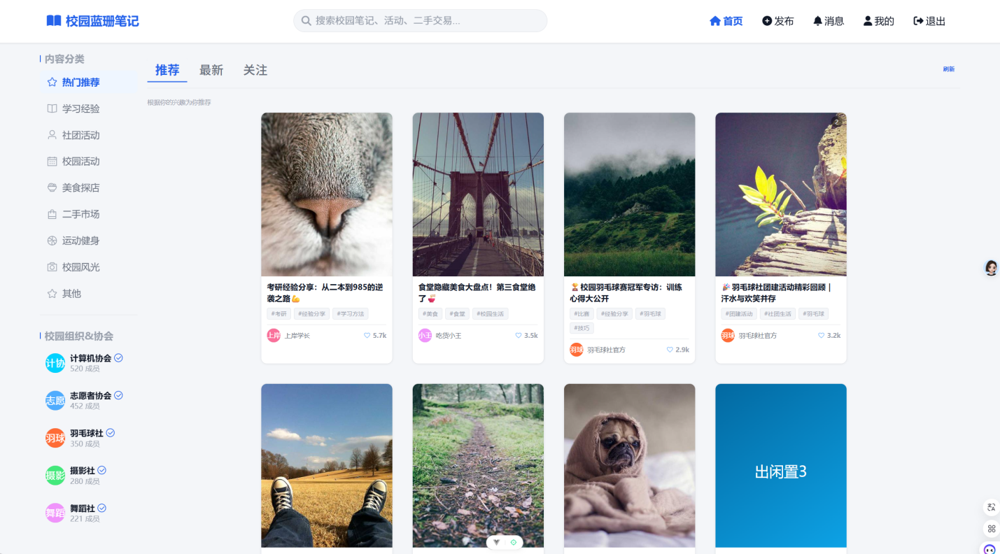 校园蓝珊笔记
搜索校园笔记、活动、二手交易...
首页
发布
消息
我的
退出
内容分类
热门推荐
学习经验
社团活动
校园活动
美食探店
二手市场
运动健身
校园风光
其他
校园组织&协会
计协
计算机协会
520 成员
志愿
志愿者协会
452 成员
羽球
羽毛球社
350 成员
摄影
摄影社
280 成员
舞蹈
舞蹈社
221 成员
推荐 最新 关注
刷新
根据你的兴趣为你推荐
考研经验分享：从二本到985的逆
袭之路💪
#考研 #经验分享 #学习方法
上岸 上岸学长 5.7k
食堂隐藏美食大盘点！第三食堂绝
了🍜
#美食 #食堂 #校园生活
小王 吃货小王 3.5k
🏆校园羽毛球赛冠军专访：训练
心得大公开
#比赛 #经验分享 #羽毛球
#技巧
羽球 羽毛球社官方 2.9k
2
🎉羽毛球社团建活动精彩回顾 |
汗水与欢笑并存
#团建活动 #社团生活 #羽毛球
羽球 羽毛球社官方 3.2k
出闲置3